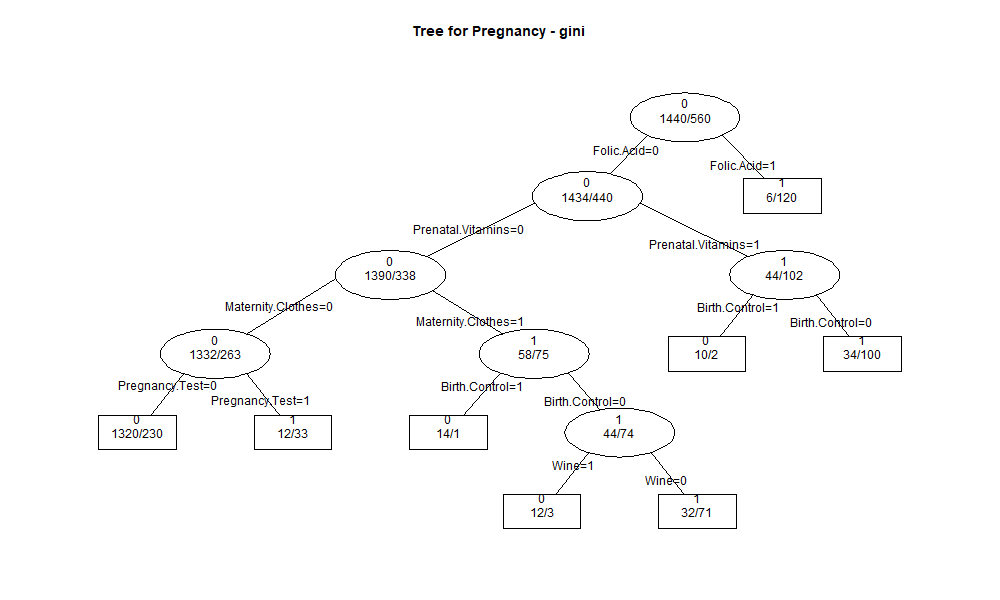 Tree for Pregnancy - gini
0
1440/560
Folic.Acid=0
Folic.Acid=1
0
1434/440
1
6/120
Prenatal.Vitamins=0
Prenatal.Vitamins=1
0
1390/338
1
44/102
Maternity.Clothes=0
Maternity.Clothes=1
Birth.Control=1
Birth.Control=0
0
1332/263
1
58/75
0
10/2
1
34/100
Pregnancy.Test=0
Pregnancy.Test=1
Birth.Control=1
Birth.Control=0
0
1320/230
1
12/33
0
14/1
1
44/74
Wine=1
Wine=0
0
12/3
1
32/71